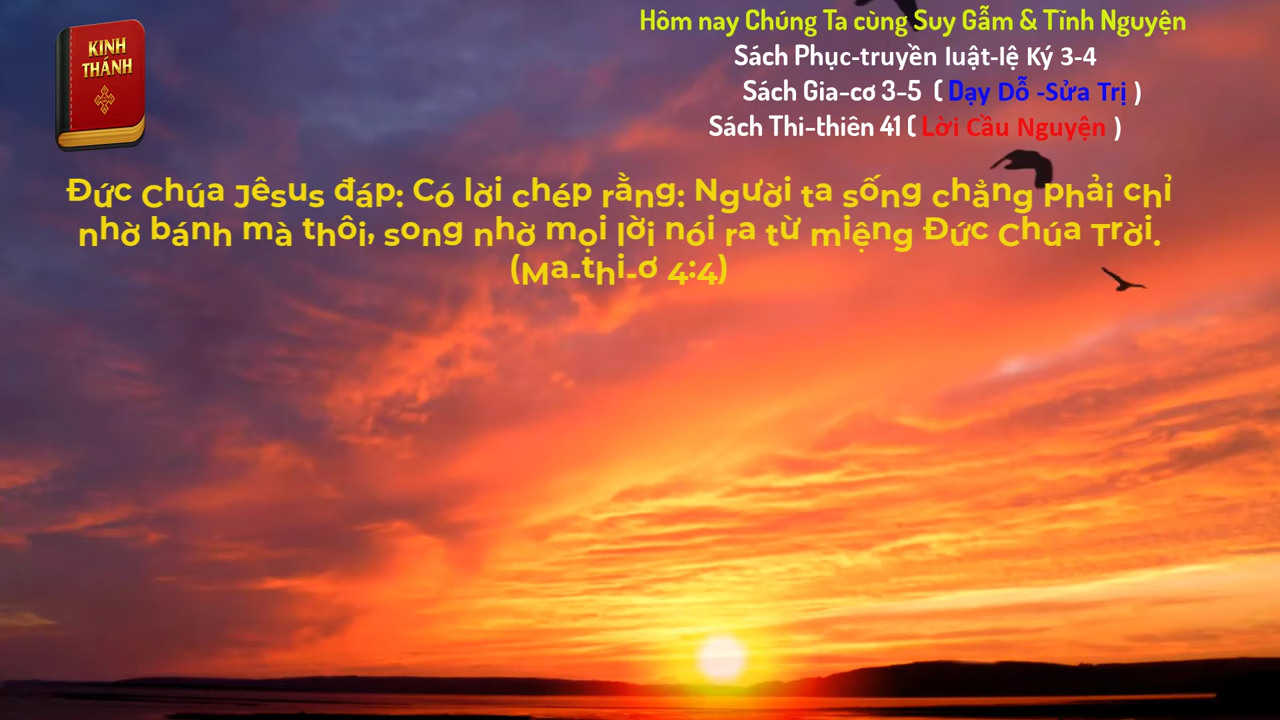 KINH
THÁNH
Hôm nay Chúng Ta cùng Suy Gẫm & Tĩnh Nguyện
Sách Phục-truyền luật-lệ Ký 3-4
Sách Gia-cơ 3-5 ( Dạy Dỗ -Sửa Trị )
Sách Thi-thiên 41 ( Lời Cầu Nguyện )
Đức Chúa Jêsus đáp: Có lời chép rằng: Người ta sống chẳng phải chỉ
nhờ bánh mà thôi, song nhờ mọi lời nói ra từ miệng Đức Chúa Trời.
(Ma-thi-ơ 4:4)